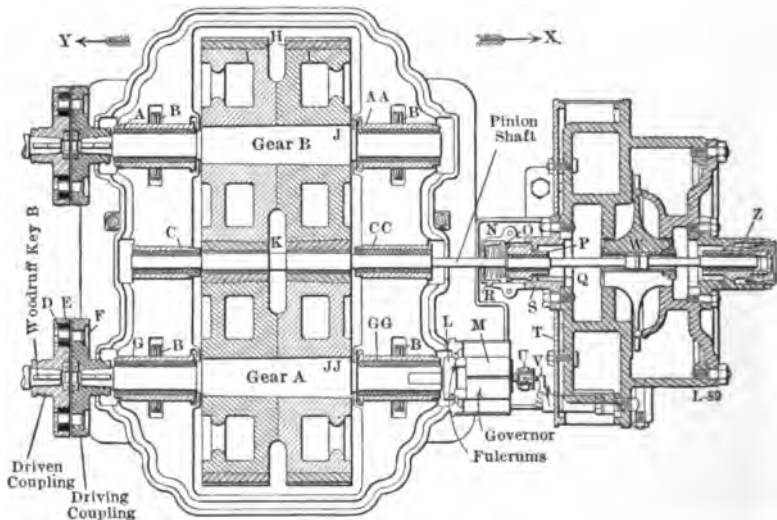 Y
H
X.
A
B
AA
B
J
Gear B
Pinion
Shaft
Z
C
K
CC
N
O
P
W
Q
R
S
Woodruff Key B
D
E
F
G
B
GG
B
L
M
T
U
V
JJ
Gear A
L-89
Governor
Fulcrums
Driven
Coupling
Driving
Coupling